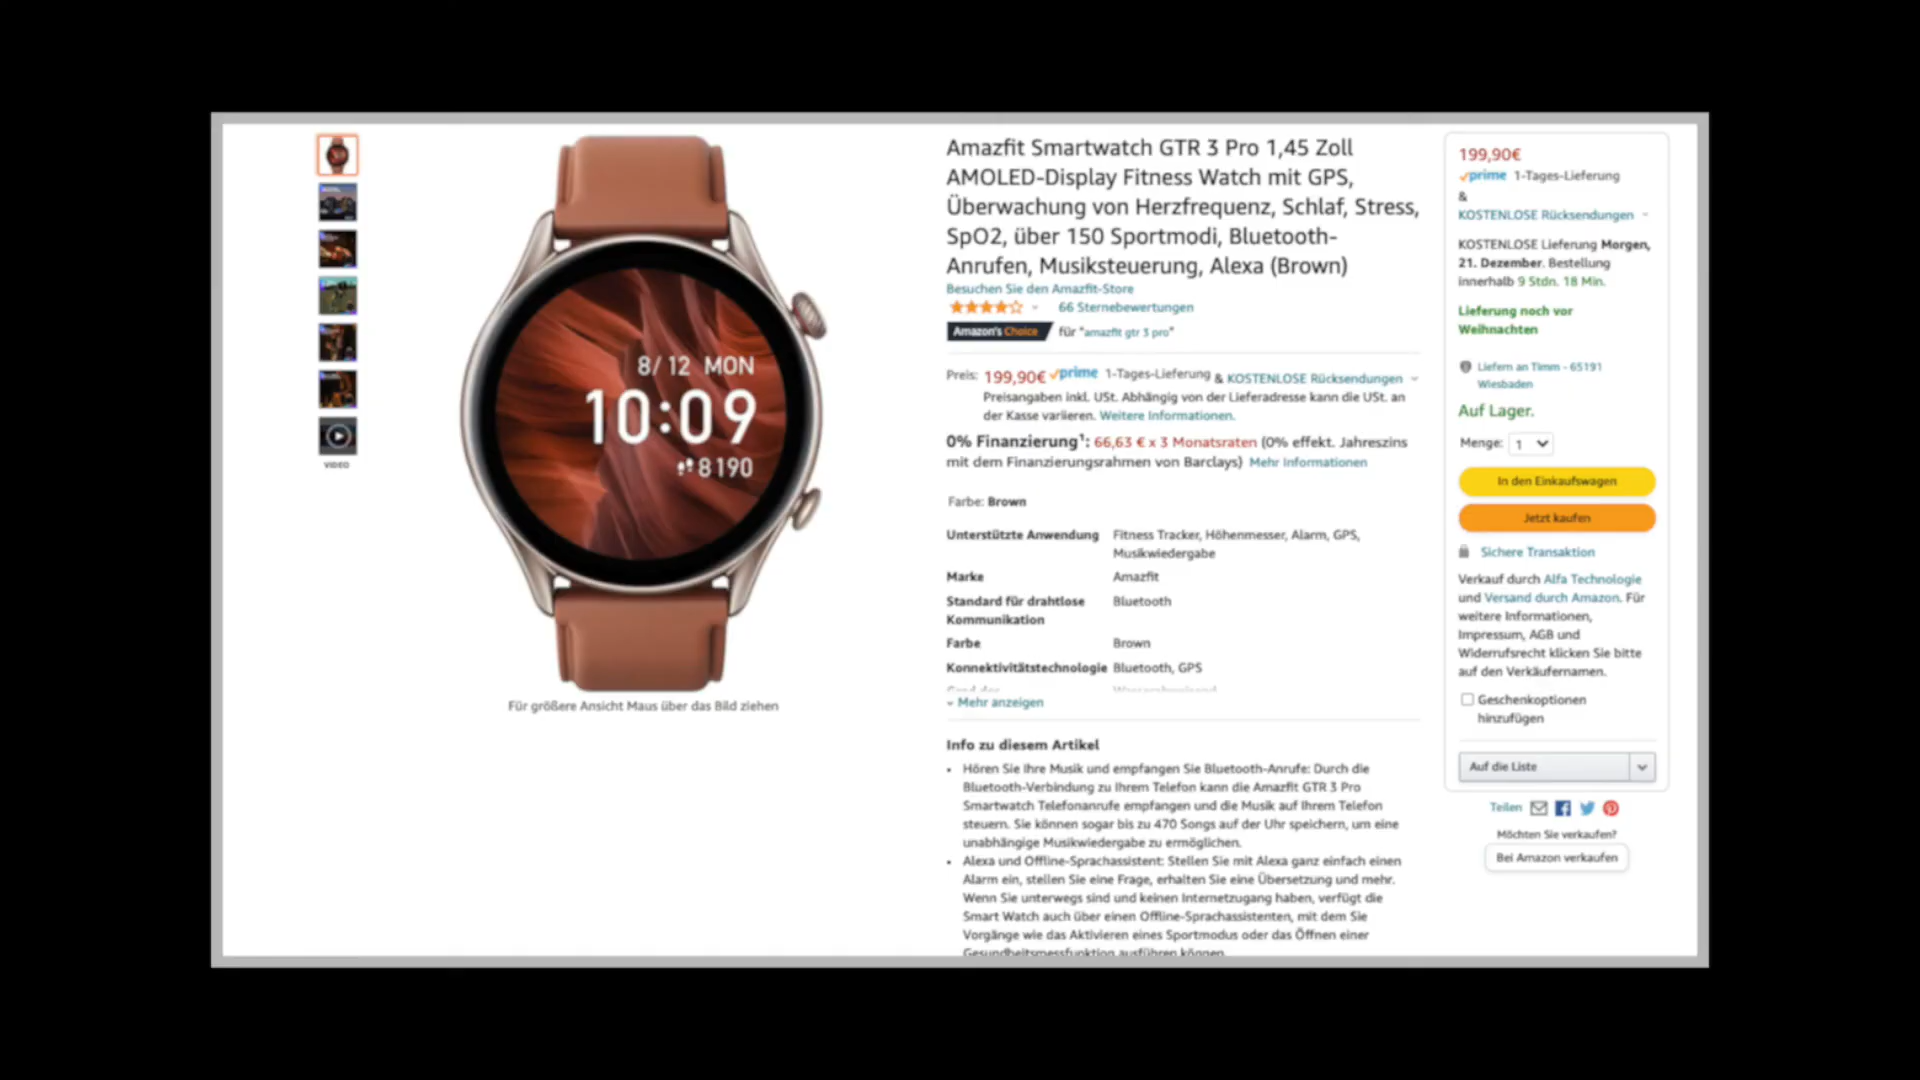 VIDEO
8/12 MON
10:09
8190
Für größere Ansicht Maus über das Bild ziehen
Amazfit Smartwatch GTR 3 Pro 1,45 Zoll
AMOLED-Display Fitness Watch mit GPS,
Überwachung von Herzfrequenz, Schlaf, Stress,
SpO2, über 150 Sportmodi, Bluetooth-
Anrufen, Musiksteuerung, Alexa (Brown)
Besuchen Sie den Amazfit-Store
66 Sternebewertungen
Amazon's Choice für "amazfit gtr 3 pro"
Preis: 199,90€ prime 1-Tages-Lieferung & KOSTENLOSE Rücksendungen
Preisangaben inkl. USt. Abhängig von der Lieferadresse kann die USt. an
der Kasse variieren. Weitere Informationen.
0% Finanzierung¹: 66,63 € x 3 Monatsraten (0% effekt. Jahreszins
mit dem Finanzierungsrahmen von Barclays) Mehr Informationen
Farbe: Brown
Unterstützte Anwendung Fitness Tracker, Höhenmesser, Alarm, GPS,
Musikwiedergabe
Marke Amazfit
Standard für drahtlose Bluetooth
Kommunikation
Farbe Brown
Konnektivitätstechnologie Bluetooth, GPS
Mehr anzeigen
Info zu diesem Artikel
• Hören Sie Ihre Musik und empfangen Sie Bluetooth-Anrufe: Durch die
Bluetooth-Verbindung zu Ihrem Telefon kann die Amazfit GTR 3 Pro
Smartwatch Telefonanrufe empfangen und die Musik auf Ihrem Telefon
steuern. Sie können sogar bis zu 470 Songs auf der Uhr speichern, um eine
unabhängige Musikwiedergabe zu ermöglichen.
• Alexa und Offline-Sprachassistent: Stellen Sie mit Alexa ganz einfach einen
Alarm ein, stellen Sie eine Frage, erhalten Sie eine Übersetzung und mehr.
Wenn Sie unterwegs sind und keinen Internetzugang haben, verfügt die
Smart Watch auch über einen Offline-Sprachassistenten, mit dem Sie
Vorgänge wie das Aktivieren eines Sportmodus oder das Öffnen einer
Gesundheitsmessfunktion ausführen können.
199,90€
prime 1-Tages-Lieferung
&
KOSTENLOSE Rücksendungen
KOSTENLOSE Lieferung Morgen,
21. Dezember. Bestellung
innerhalb 9 Stdn. 18 Min.
Lieferung noch vor
Weihnachten
Liefern an Timm - 65191
Wiesbaden
Auf Lager.
Menge: 1
In den Einkaufswagen
Jetzt kaufen
Sichere Transaktion
Verkauf durch Alfa Technologie
und Versand durch Amazon. Für
weitere Informationen,
Impressum, AGB und
Widerrufsrecht klicken Sie bitte
auf den Verkäufernamen.
Geschenkoptionen
hinzufügen
Auf die Liste
Teilen
Möchten Sie verkaufen?
Bei Amazon verkaufen